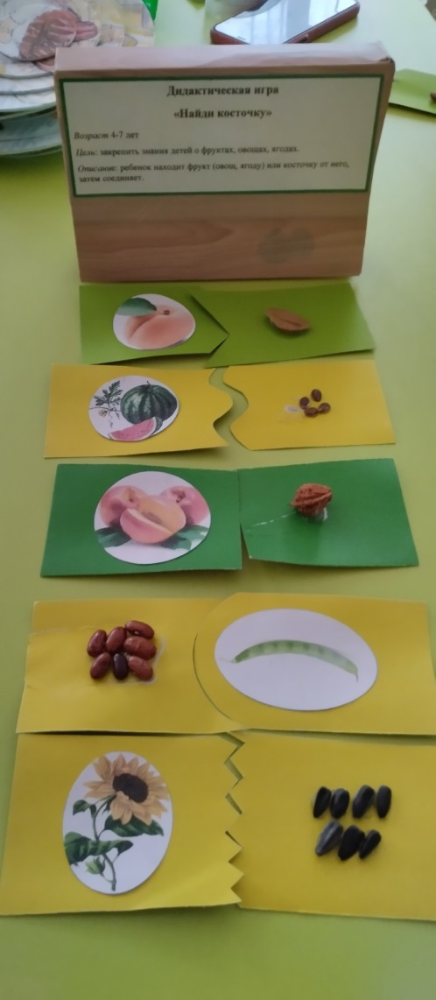 Дидактическая игра
«Найди косточку»
Возраст 4-7 лет
Цель: закрепить знания детей о фруктах, овощах, ягодах.
Описание: ребенок находит фрукт (овощ, ягоду) или косточку от него,
затем соединяет.